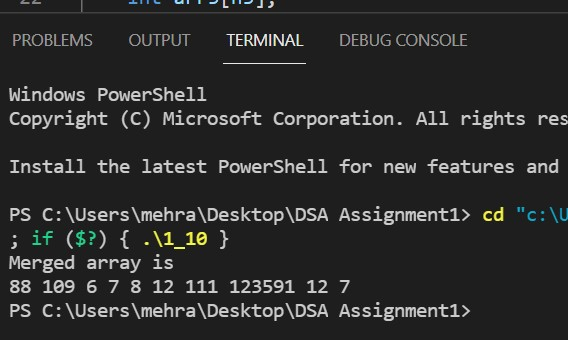 22 int arr3[n3];
PROBLEMS OUTPUT TERMINAL DEBUG CONSOLE
Windows PowerShell
Copyright (C) Microsoft Corporation. All rights res
Install the latest PowerShell for new features and
PS C:\Users\mehra\Desktop\DSA Assignment1> cd "c:\U
; if ($?) { .\1_10 }
Merged array is
88 109 6 7 8 12 111 123591 12 7
PS C:\Users\mehra\Desktop\DSA Assignment1>